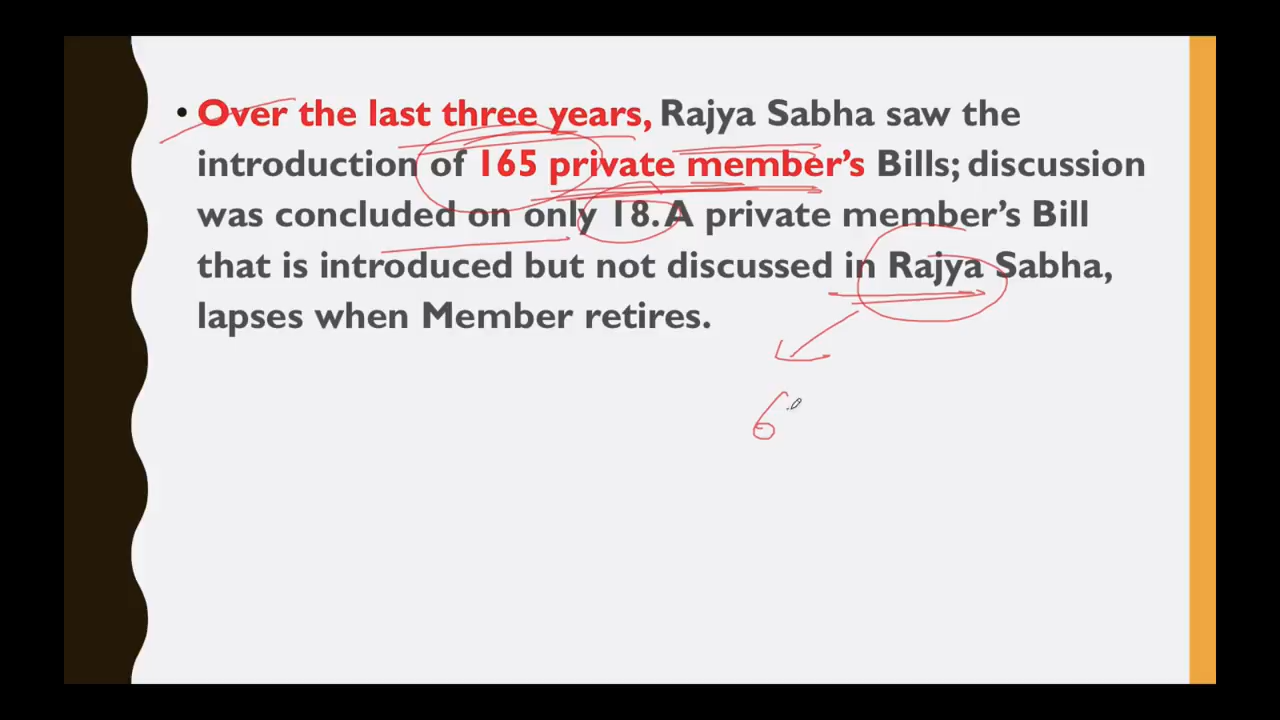 • Over the last three years, Rajya Sabha saw the
introduction of 165 private member's Bills; discussion
was concluded on only 18. A private member's Bill
that is introduced but not discussed in Rajya Sabha,
lapses when Member retires.
6